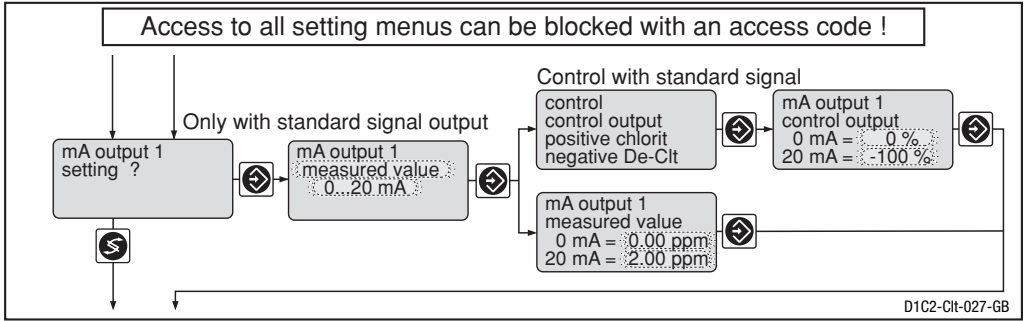 Access to all setting menus can be blocked with an access code !
Control with standard signal
Only with standard signal output
mA output 1
setting ?
mA output 1
measured value
0...20 mA
control
control output
positive chlorit
negative De-Clt
mA output 1
control output
0 mA = 0 %
20 mA = -100 %
mA output 1
measured value
0 mA = 0.00 ppm
20 mA = 2.00 ppm
D1C2-Clt-027-GB